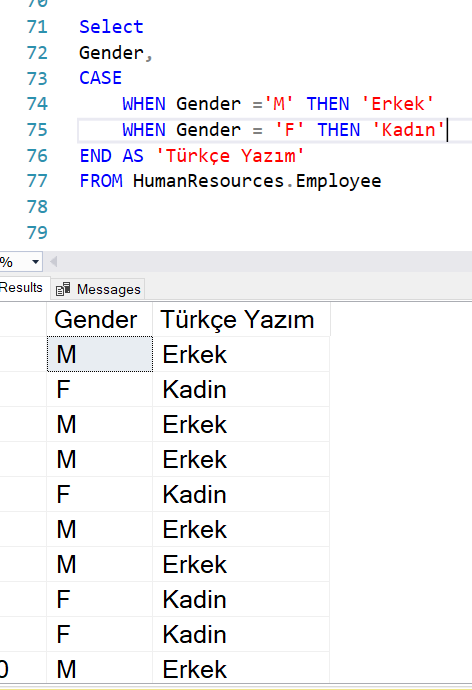 70
71 Select
72 Gender,
73 CASE
74 WHEN Gender ='M' THEN 'Erkek'
75 WHEN Gender = 'F' THEN 'Kadın'
76 END AS 'Türkçe Yazım'
77 FROM HumanResources.Employee
78
79
%
Results Messages
Gender Türkçe Yazım
M Erkek
F Kadin
M Erkek
M Erkek
F Kadin
M Erkek
M Erkek
F Kadin
F Kadin
0 M Erkek